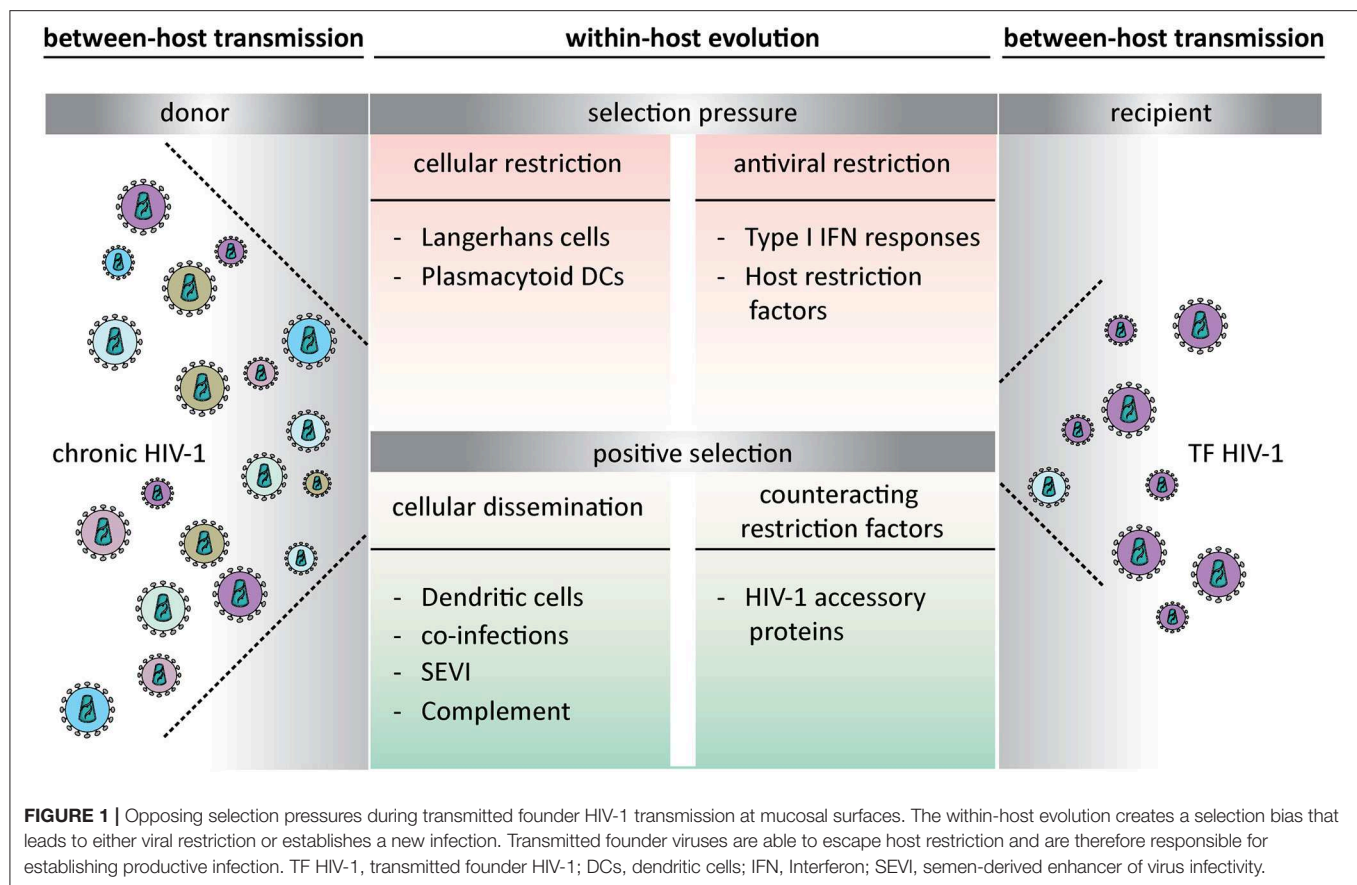 between-host transmission
within-host evolution
between-host transmission
donor
selection pressure
recipient
cellular restriction
- Langerhans cells
- Plasmacytoid DCs
antiviral restriction
- Type I IFN responses
- Host restriction
factors
chronic HIV-1
positive selection
cellular dissemination
- Dendritic cells
- co-infections
- SEVI
- Complement
counteracting
restriction factors
- HIV-1 accessory
proteins
TF HIV-1
FIGURE 1 | Opposing selection pressures during transmitted founder HIV-1 transmission at mucosal surfaces. The within-host evolution creates a selection bias that
leads to either viral restriction or establishes a new infection. Transmitted founder viruses are able to escape host restriction and are therefore responsible for
establishing productive infection. TF HIV-1, transmitted founder HIV-1; DCs, dendritic cells; IFN, Interferon; SEVI, semen-derived enhancer of virus infectivity.